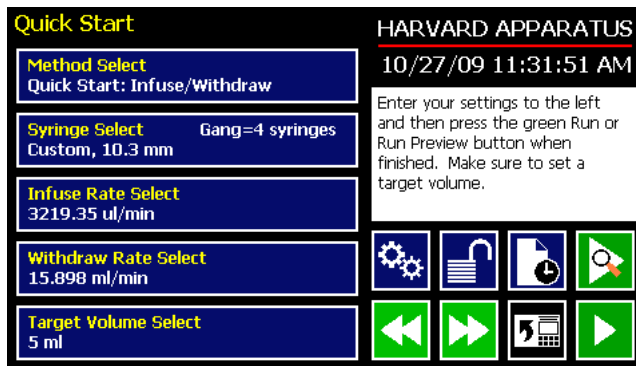 Quick Start
Method Select
Quick Start: Infuse/Withdraw
Syringe Select Gang=4 syringes
Custom, 10.3 mm
Infuse Rate Select
3219.35 ul/min
Withdraw Rate Select
15.898 ml/min
Target Volume Select
5 ml
HARVARD APPARATUS
10/27/09 11:31:51 AM
Enter your settings to the left
and then press the green Run or
Run Preview button when
finished. Make sure to set a
target volume.